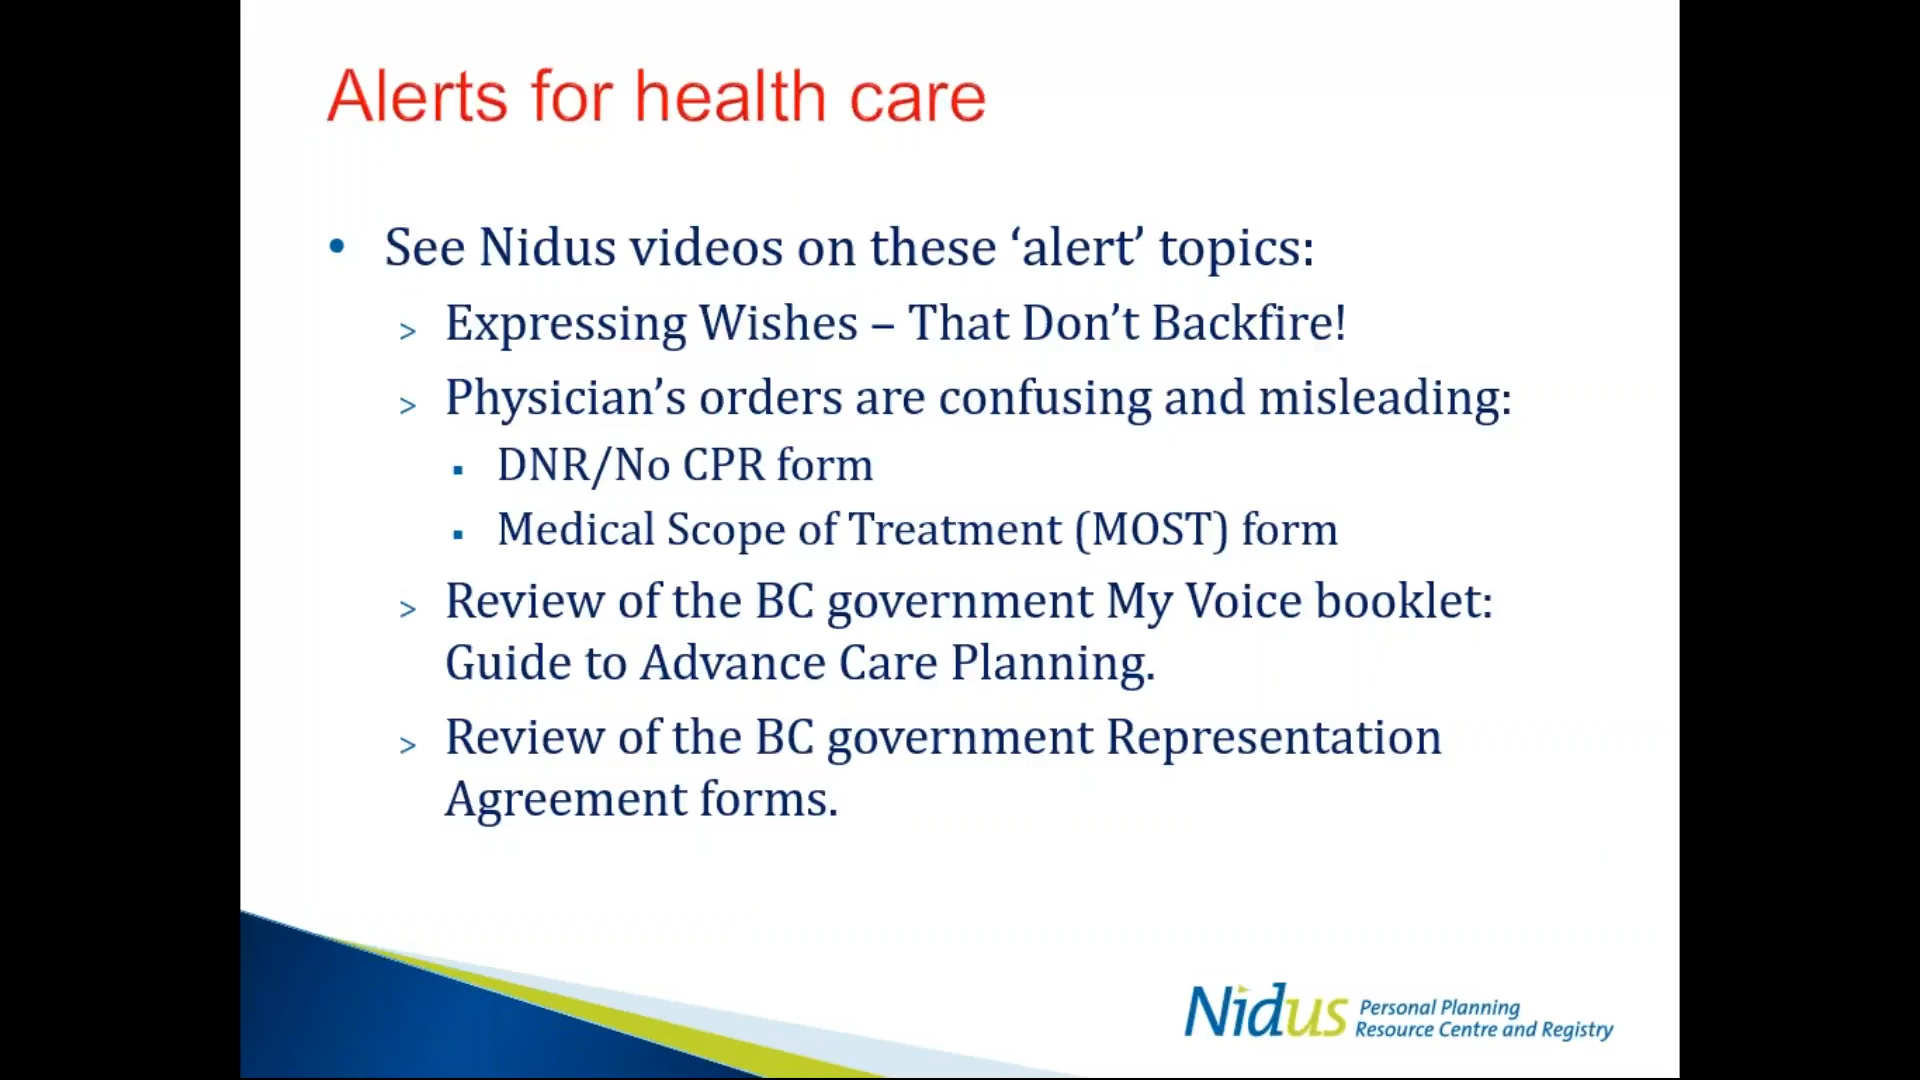 Alerts for health care
• See Nidus videos on these ‘alert’ topics:
> Expressing Wishes – That Don’t Backfire!
> Physician’s orders are confusing and misleading:
▪ DNR/No CPR form
▪ Medical Scope of Treatment (MOST) form
> Review of the BC government My Voice booklet:
Guide to Advance Care Planning.
> Review of the BC government Representation
Agreement forms.
Nidus Personal Planning
Resource Centre and Registry